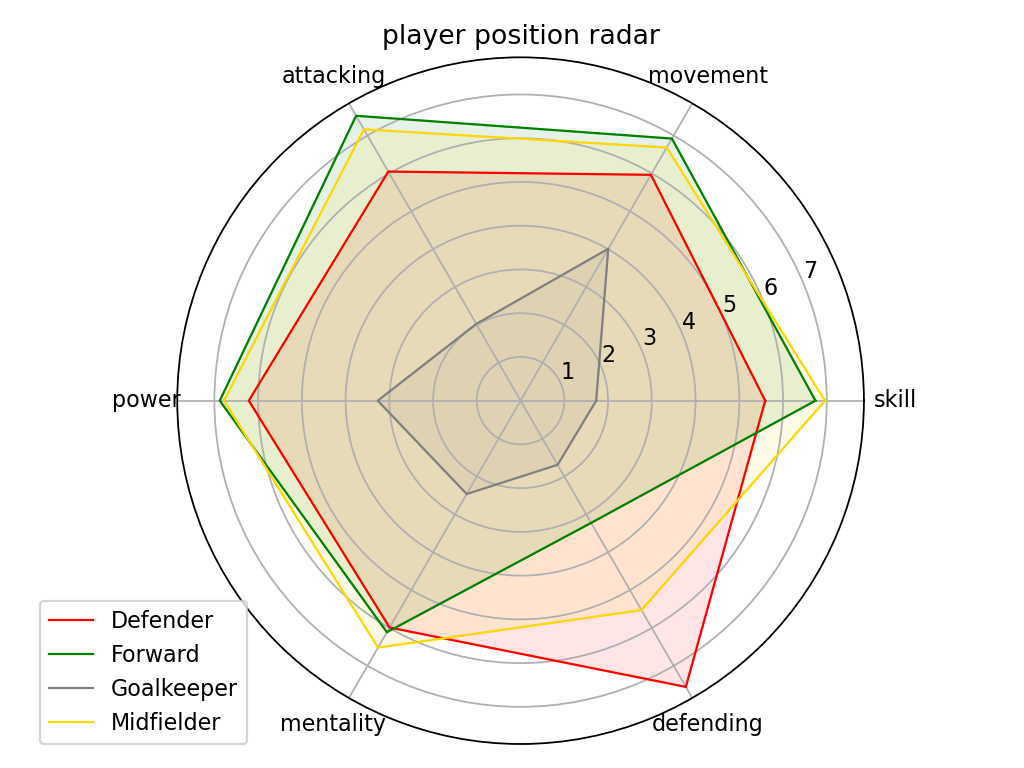 player position radar
attacking
movement
7
6
5
4
3
2
1
power
skill
Defender
Forward
Goalkeeper
Midfielder
mentality
defending